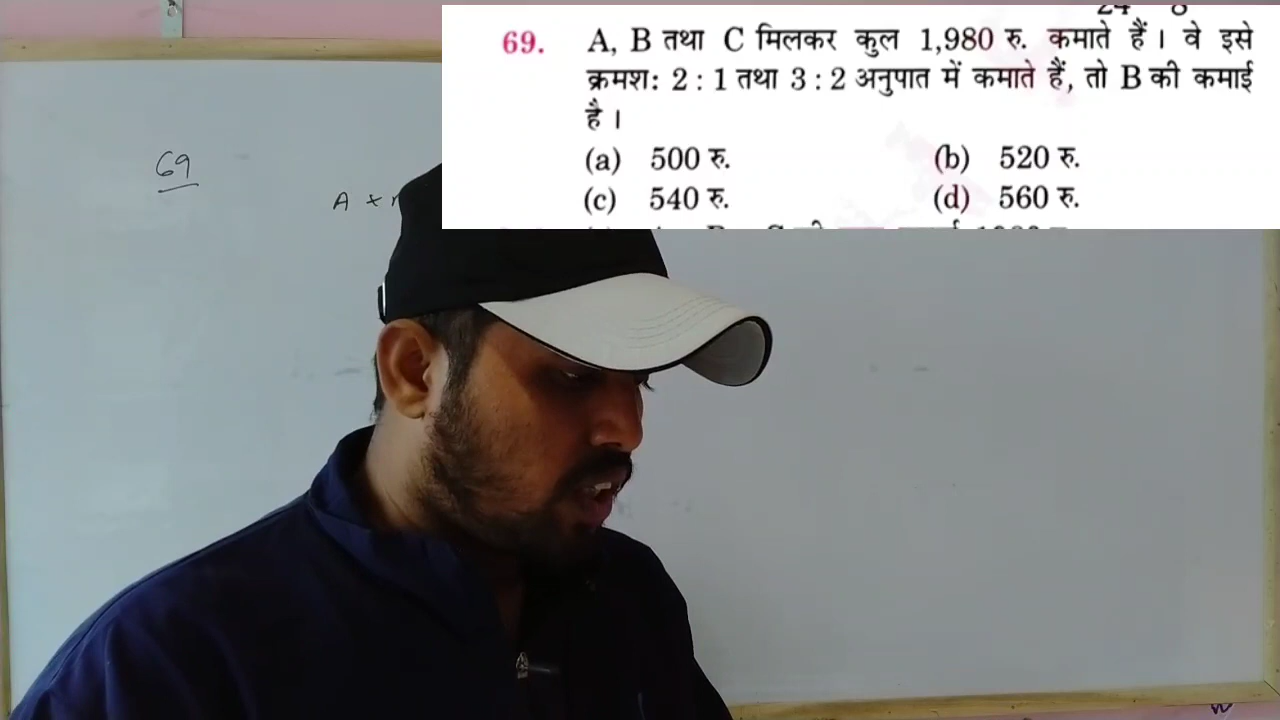 69. A, B तथा C मिलकर कुल 1,980 रु. कमाते हैं । वे इसे
क्रमश: 2 : 1 तथा 3 : 2 अनुपात में कमाते हैं, तो B की कमाई
है ।
(a) 500 रु. (b) 520 रु.
(c) 540 रु. (d) 560 रु.
69
A ×